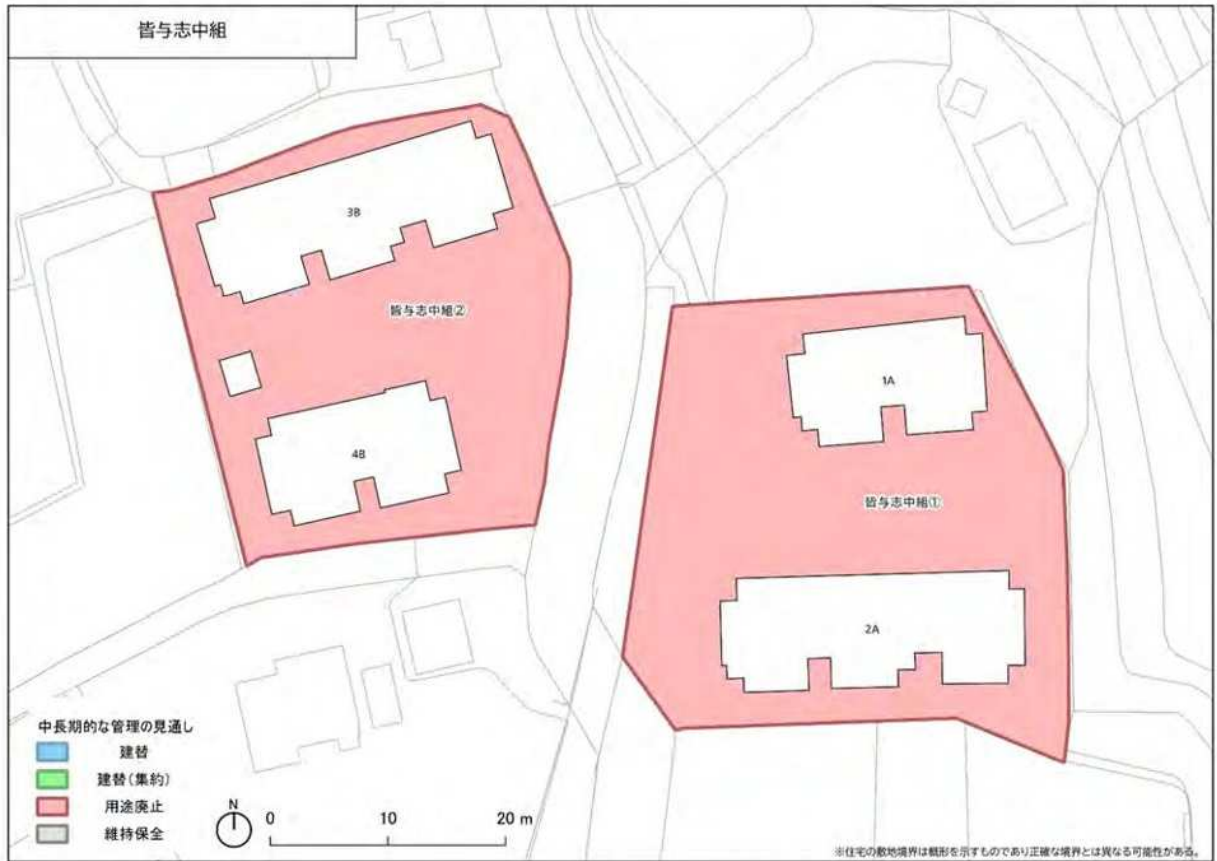 皆与志中組
3B
皆与志中組②
1A
4B
皆与志中組①
2A
中長期的な管理の見通し
建替
建替(集約)
用途廃止
維持保全
N
0 10 20 m
※住宅の敷地境界は概形を示すものであり正確な境界とは異なる可能性がある。